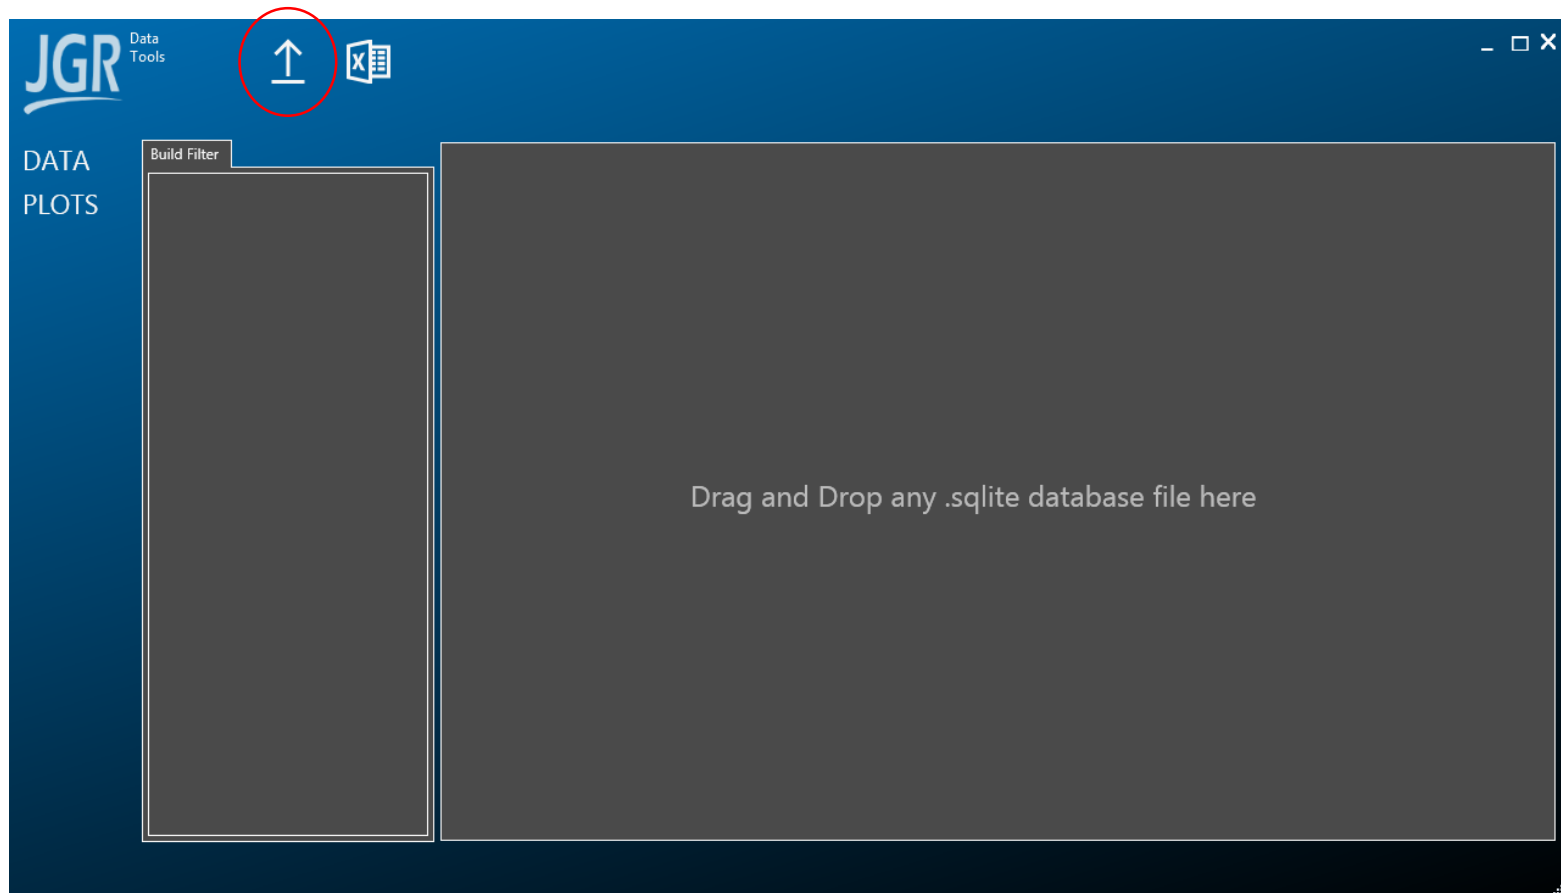 JGR
Data
Tools
DATA
PLOTS
Build Filter
Drag and Drop any .sqlite database file here